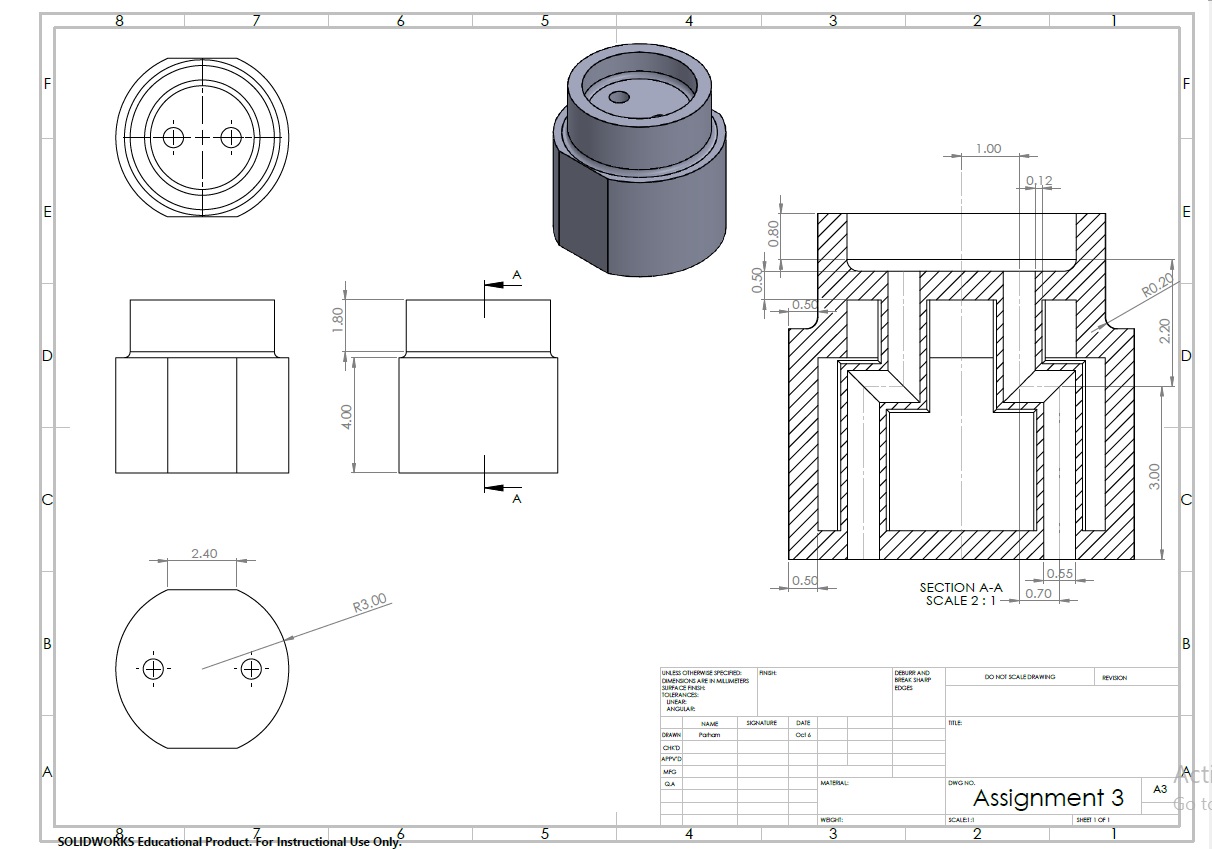 8 7 6 5 4 3 2 1
F F
E E
D D
C C
B B
A A
A
A
1.80
4.00
2.40
R3.00
1.00
0.12
0.80
0.50
0.50
R0.20
2.20
3.00
0.50
0.55
0.70
SECTION A-A
SCALE 2 : 1
UNLESS OTHERWISE SPECIFIED:
DIMENSIONS ARE IN MILLIMETERS
SURFACE FINISH:
TOLERANCES:
LINEAR:
ANGULAR:
FINISH:
DEBURR AND
BREAK SHARP
EDGES
DO NOT SCALE DRAWING
REVISION
NAME SIGNATURE DATE
DRAWN Parham Oct 6
CHK'D
APPV'D
MFG
Q.A
TITLE:
MATERIAL:
WEIGHT:
DWG NO.
Assignment 3
A3
SCALE:1:1
SHEET 1 OF 1
8 7 6 5 4 3 2 1
SOLIDWORKS Educational Product. For Instructional Use Only.
Acti
Go to